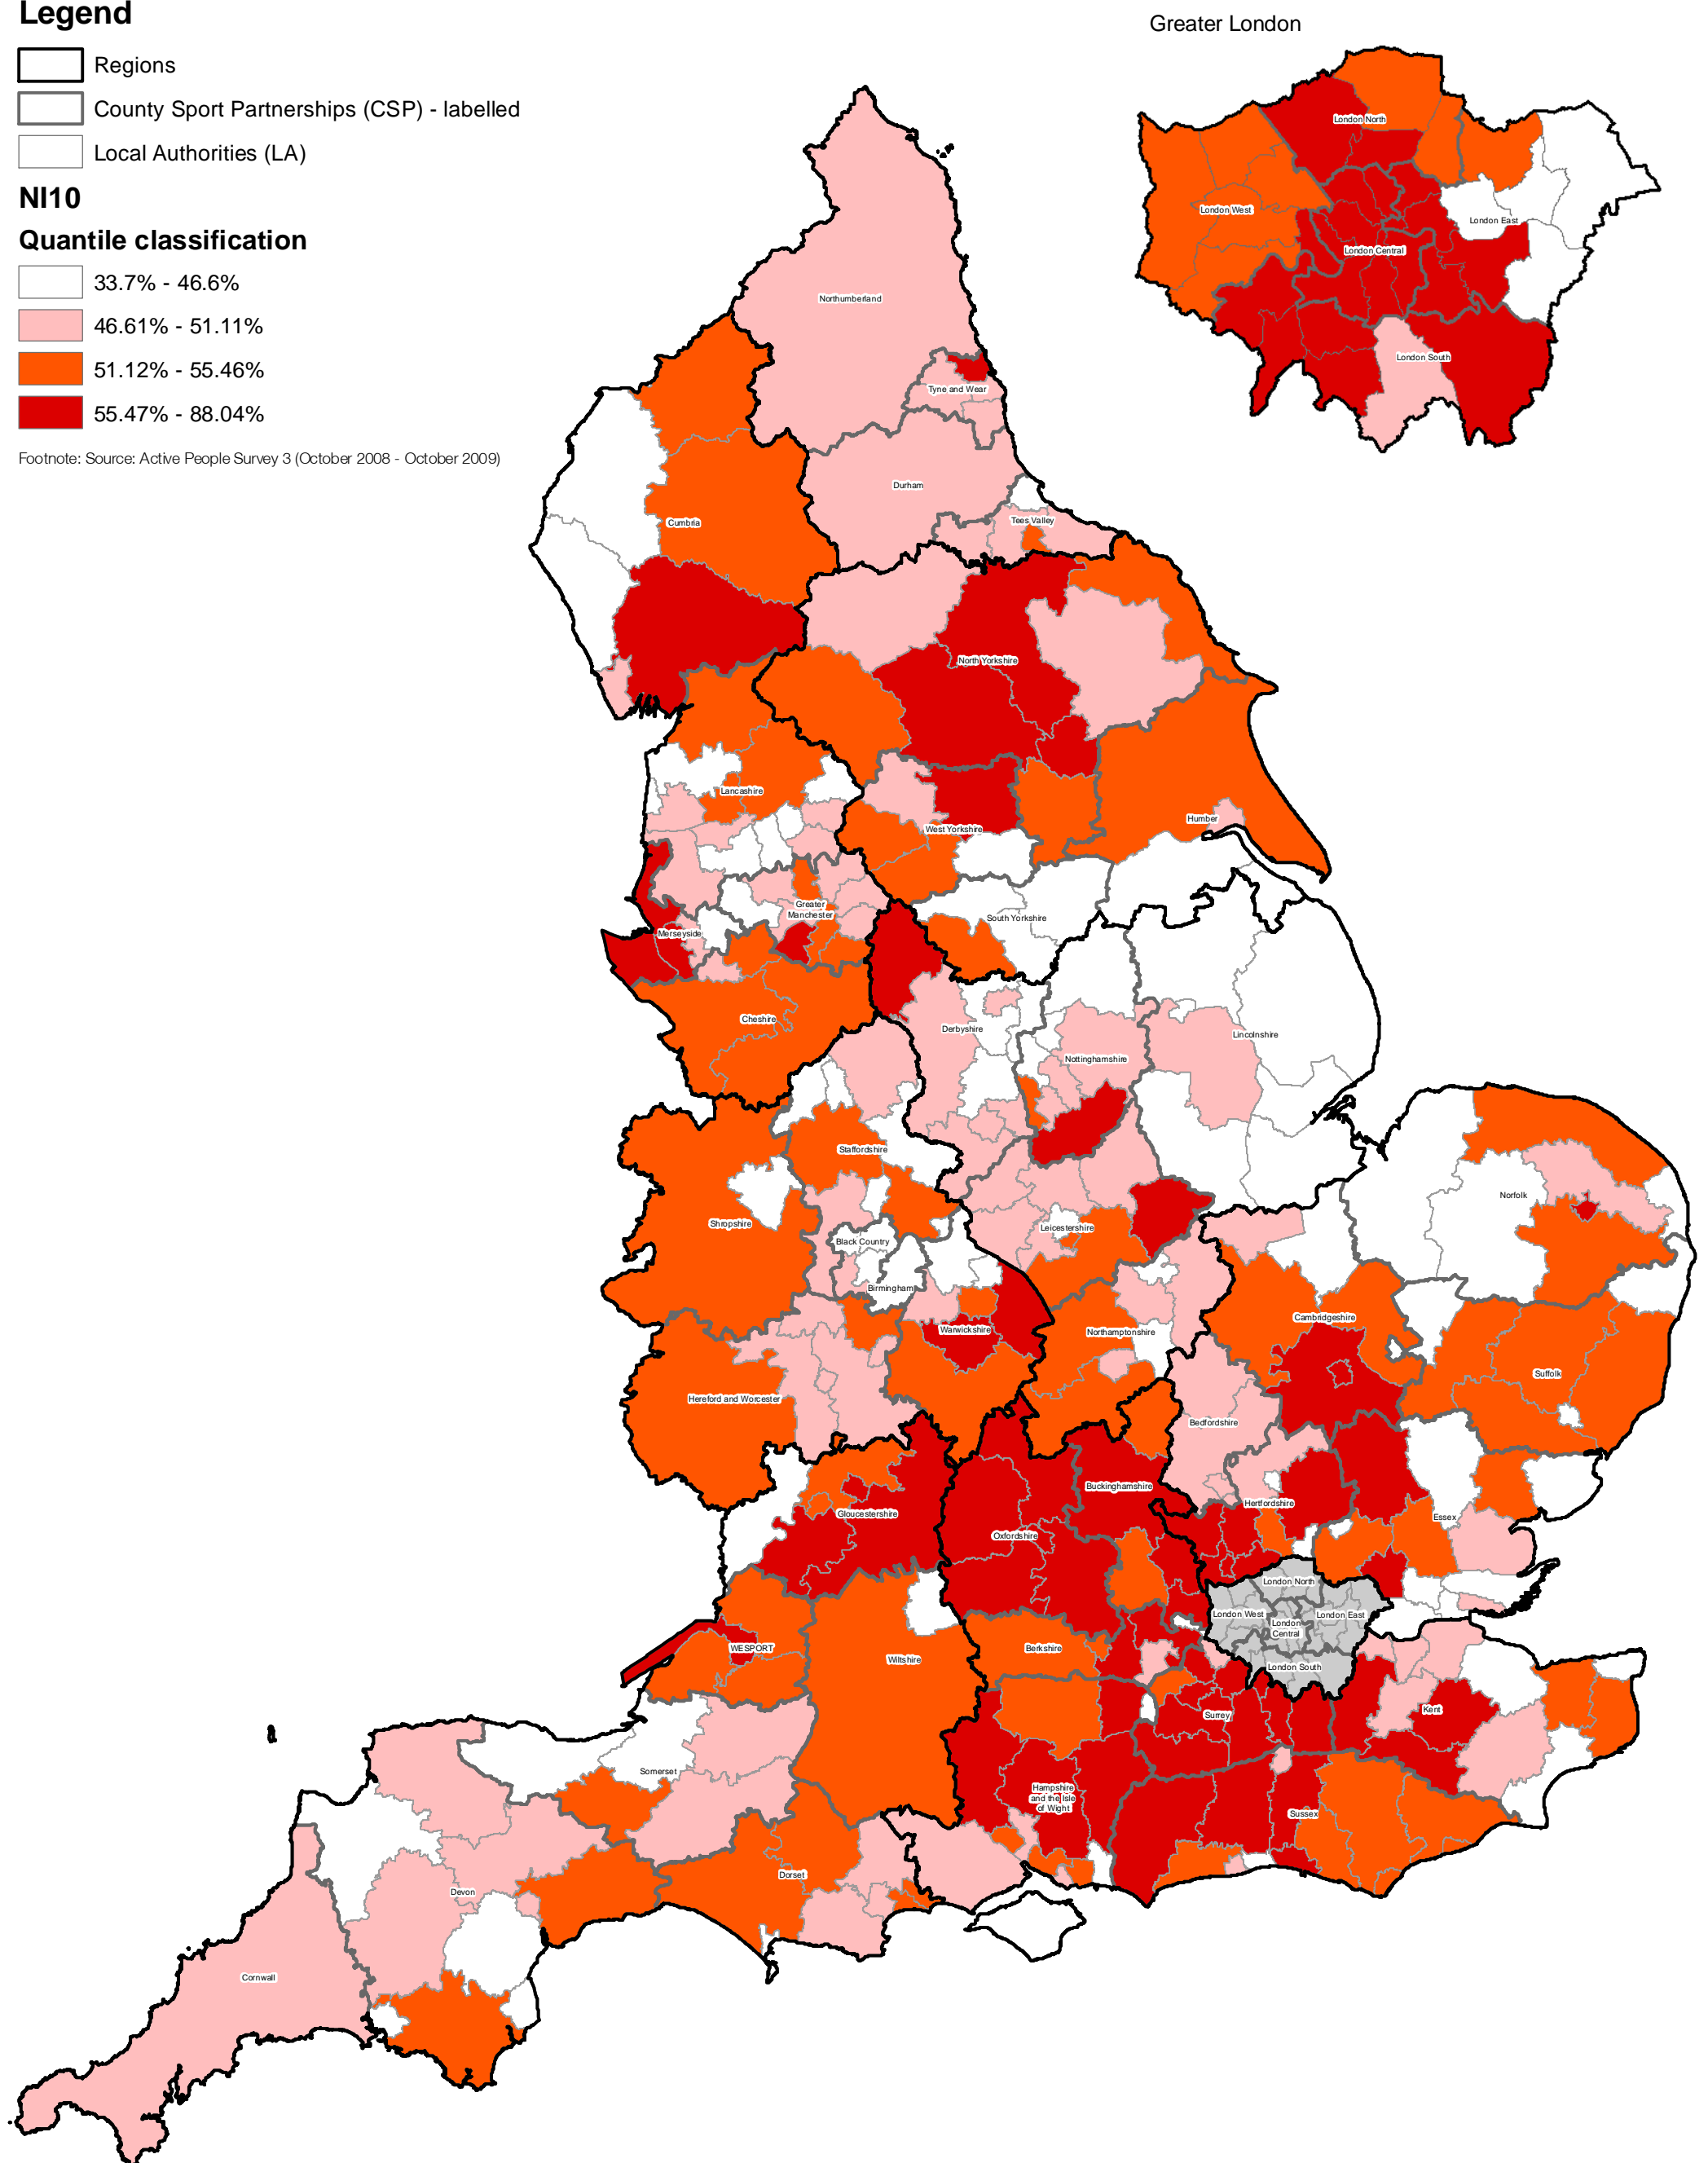 Legend
Regions
County Sport Partnerships (CSP) - labelled
Local Authorities (LA)
NI10
Quantile classification
33.7% - 46.6%
46.61% - 51.11%
51.12% - 55.46%
55.47% - 88.04%
Footnote: Source: Active People Survey 3 (October 2008 - October 2009)
Greater London
London North
London West
London East
London Central
London South
Northumberland
Tyne and Wear
Durham
Tees Valley
Cumbria
North Yorkshire
Lancashire
West Yorkshire
Humber
Greater
Manchester
South Yorkshire
Merseyside
Cheshire
Derbyshire
Lincolnshire
Nottinghamshire
Staffordshire
Norfolk
Shropshire
Leicestershire
Black Country
Birmingham
Warwickshire
Northamptonshire
Cambridgeshire
Suffolk
Hereford and Worcester
Bedfordshire
Buckinghamshire
Hertfordshire
Gloucestershire
Essex
Oxfordshire
London North
London West
London East
London
Central
WESPORT
Wiltshire
Berkshire
London South
Kent
Surrey
Somerset
Hampshire
and the Isle
of Wight
Sussex
Dorset
Devon
Cornwall